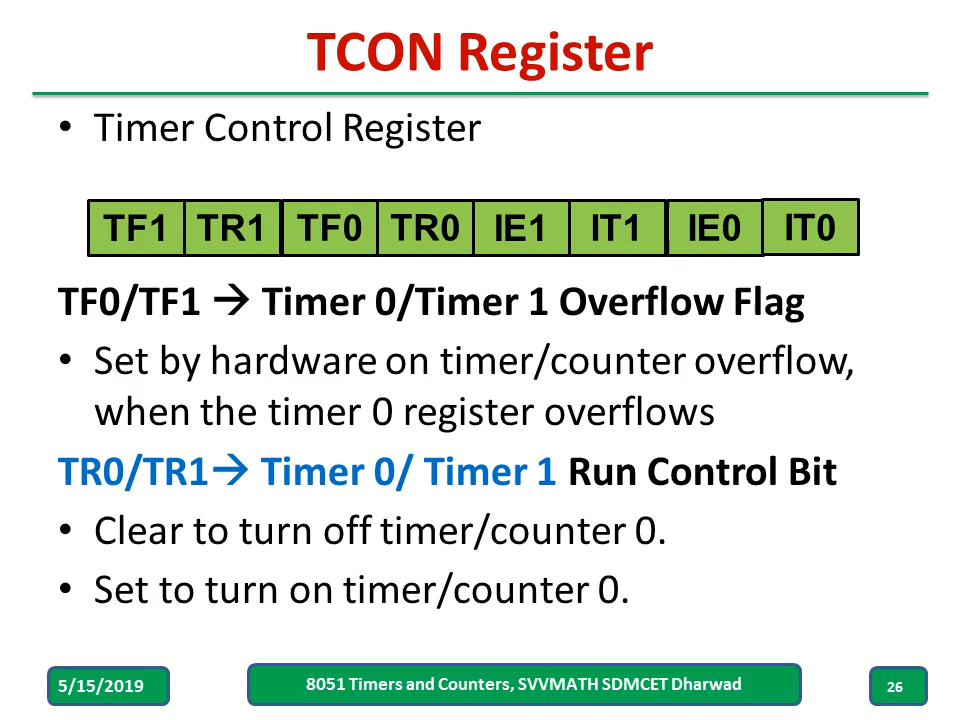 TCON Register
• Timer Control Register
TF1 TR1 TF0 TR0 IE1 IT1 IE0 IT0
TF0/TF1 → Timer 0/Timer 1 Overflow Flag
• Set by hardware on timer/counter overflow,
when the timer 0 register overflows
TR0/TR1→ Timer 0/ Timer 1 Run Control Bit
• Clear to turn off timer/counter 0.
• Set to turn on timer/counter 0.
5/15/2019
8051 Timers and Counters, SVVMATH SDMCET Dharwad
26